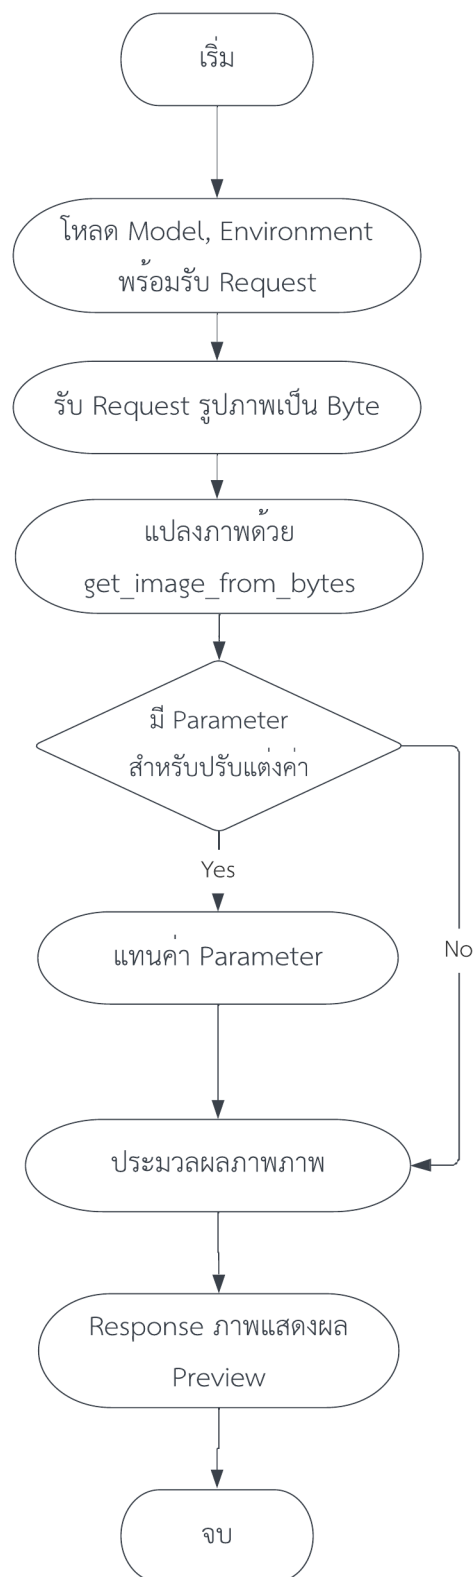 เริ่ม
โหลด Model, Environment
พร้อมรับ Request
รับ Request รูปภาพเป็น Byte
แปลงภาพด้วย
get_image_from_bytes
มี Parameter
สำหรับปรับแต่งค่า
Yes
แทนค่า Parameter
No
ประมวลผลภาพภาพ
Response ภาพแสดงผล
Preview
จบ